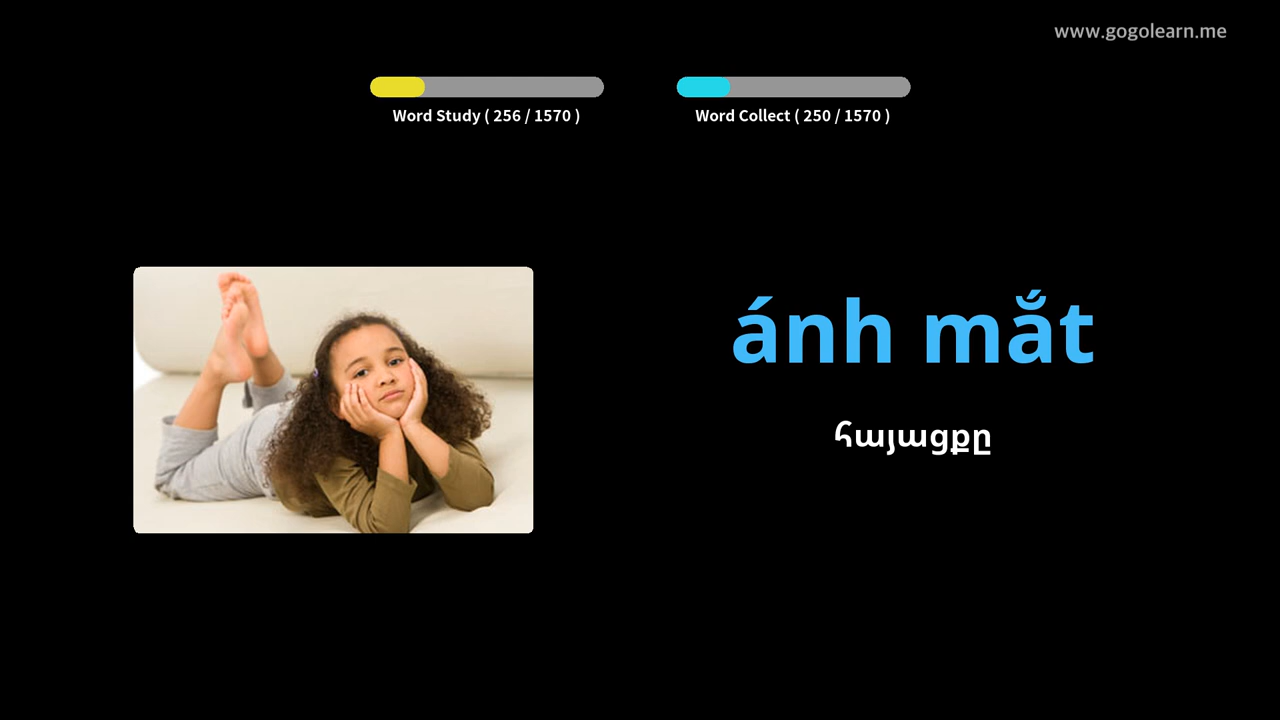 www.gogolearn.me
Word Study ( 256 / 1570 )
Word Collect ( 250 / 1570 )
ánh mắt
հայացքը